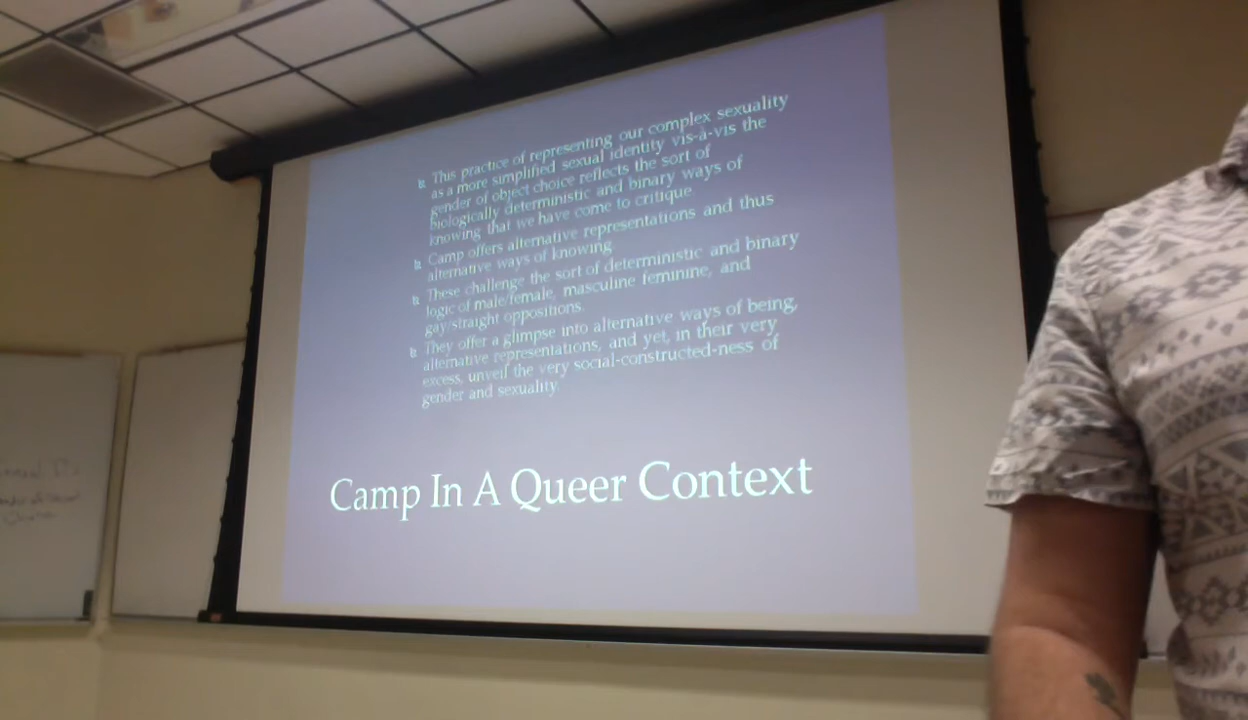 This practice of representing our complex sexuality
as a more simplified sexual identity vis-à-vis the
gender of object choice reflects the sort of
biologically deterministic and binary ways of
knowing that we have come to critique
Camp offers alternative representations and thus
alternative ways of knowing
These challenge the sort of deterministic and binary
logic of male/female, masculine feminine, and
gay/straight oppositions.
They offer a glimpse into alternative ways of being,
alternative representations, and yet, in their very
excess, unveil the very social-constructed-ness of
gender and sexuality.
Camp In A Queer Context